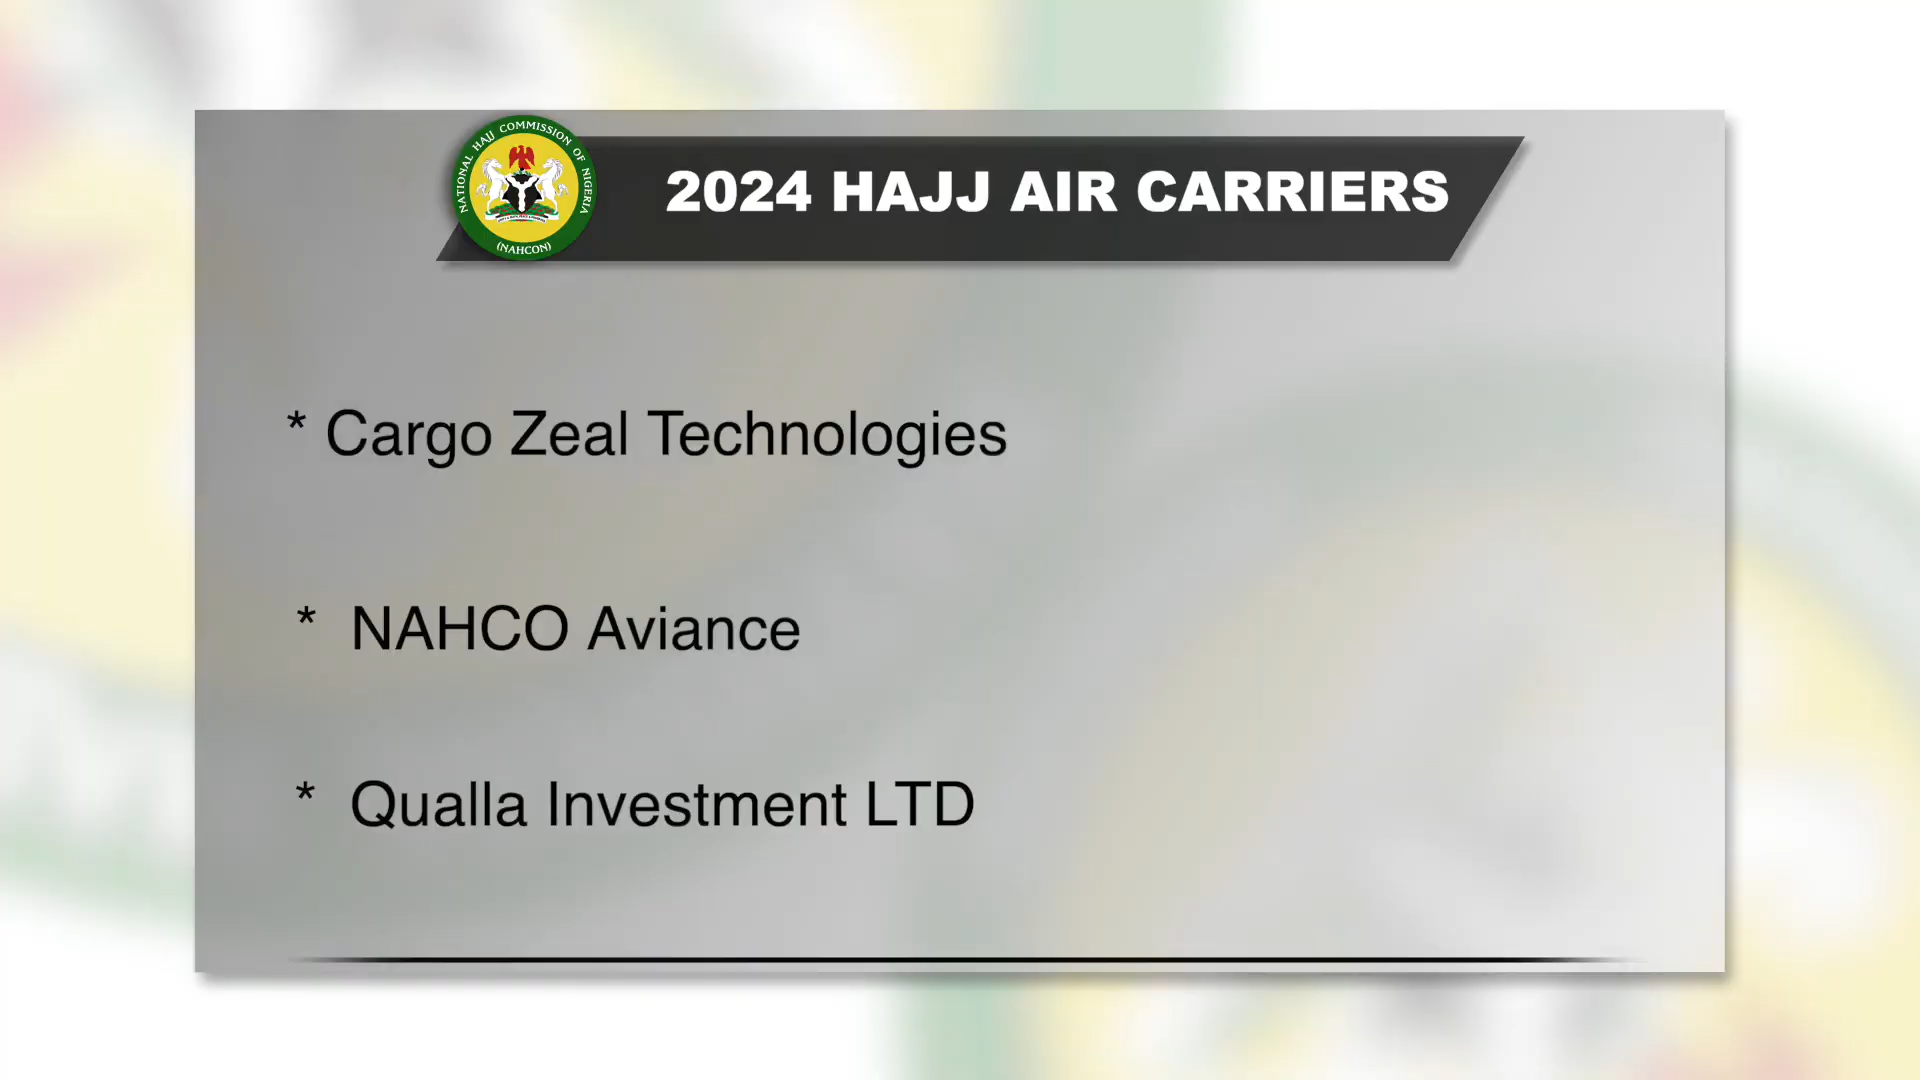 NATIONAL HAJJ COMMISSION OF NIGERIA
(NAHCON)
2024 HAJJ AIR CARRIERS
* Cargo Zeal Technologies
* NAHCO Aviance
* Qualla Investment LTD